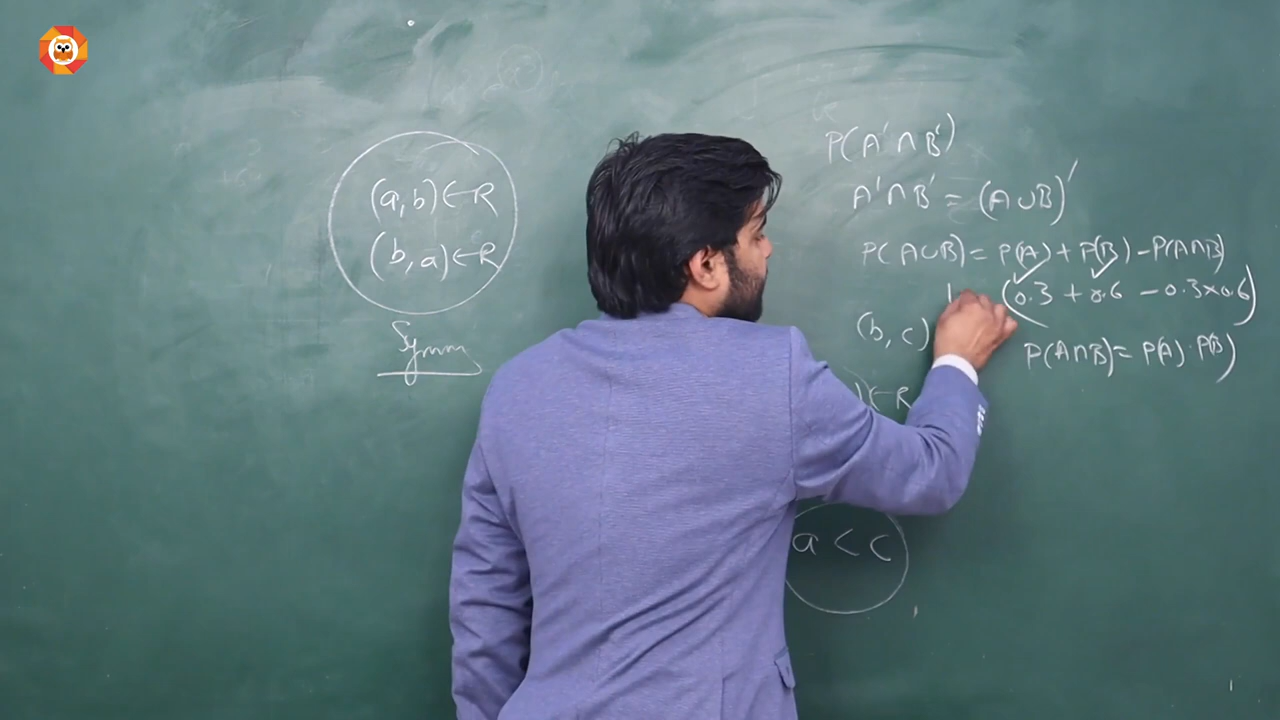 (a,b)∈R
(b,a)∈R
Symm
P(A'∩B')
A'∩B' = (A∪B)'
P(A∪B) = P(A) + P(B) - P(A∩B)
1 (0.3 + 0.6 - 0.3×0.6)
(b, c)
P(A∩B) = P(A)·P(B)
)∈R
a < c